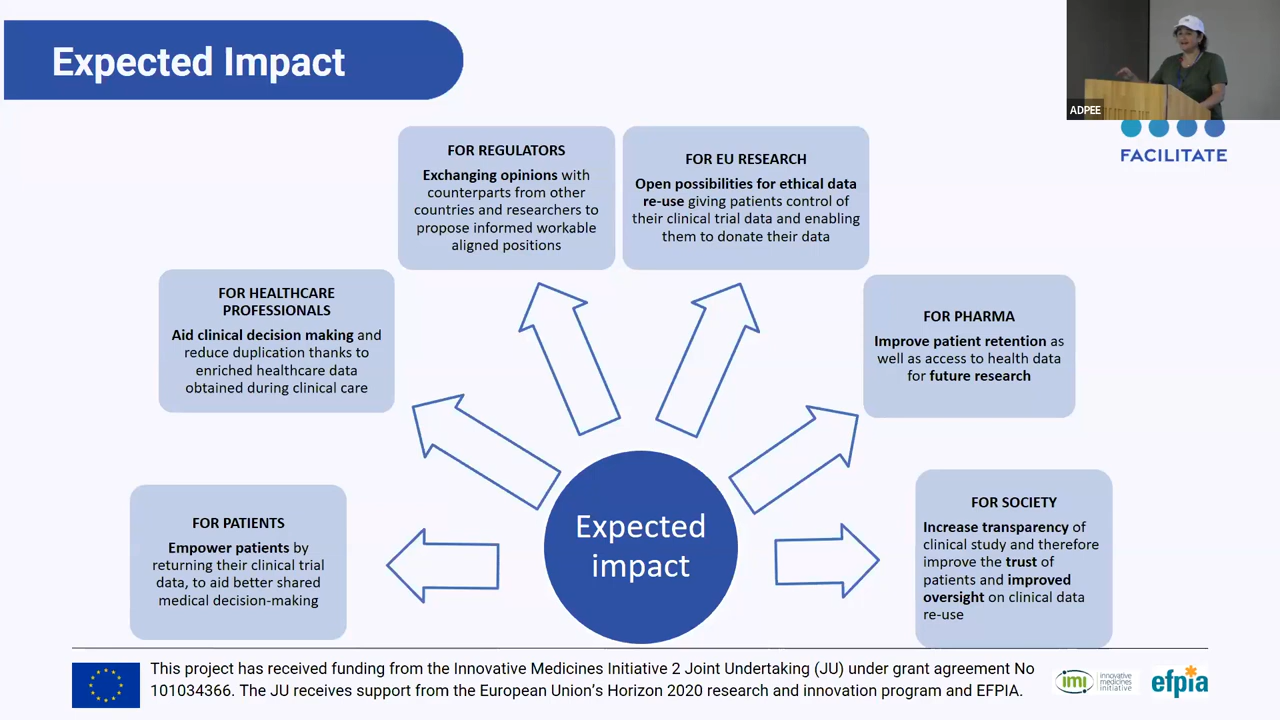 Expected Impact
ADPEE
FACILITATE
FOR REGULATORS
Exchanging opinions with
counterparts from other
countries and researchers to
propose informed workable
aligned positions
FOR EU RESEARCH
Open possibilities for ethical data
re-use giving patients control of
their clinical trial data and enabling
them to donate their data
FOR HEALTHCARE
PROFESSIONALS
Aid clinical decision making and
reduce duplication thanks to
enriched healthcare data
obtained during clinical care
FOR PHARMA
Improve patient retention as
well as access to health data
for future research
FOR PATIENTS
Empower patients by
returning their clinical trial
data, to aid better shared
medical decision-making
Expected
impact
FOR SOCIETY
Increase transparency of
clinical study and therefore
improve the trust of
patients and improved
oversight on clinical data
re-use
This project has received funding from the Innovative Medicines Initiative 2 Joint Undertaking (JU) under grant agreement No
101034366. The JU receives support from the European Union’s Horizon 2020 research and innovation program and EFPIA.
imi
innovative
medicines
initiative
efpia